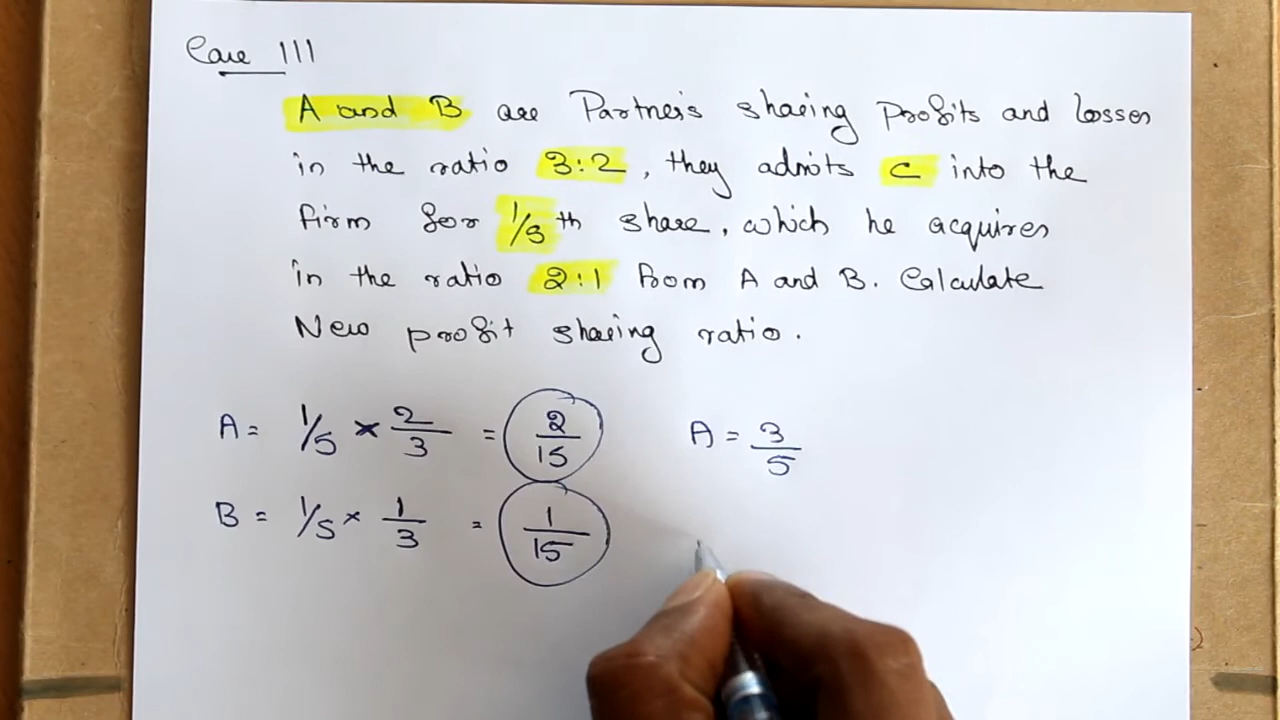 Case III
A and B are Partners sharing profits and losses
in the ratio 3:2, they admits C into the
firm for 1/5 th share, which he acquires
in the ratio 2:1 from A and B. Calculate
New profit sharing ratio.
A = 1/5 × 2/3 = 2/15 A = 3/5
B = 1/5 × 1/3 = 1/15